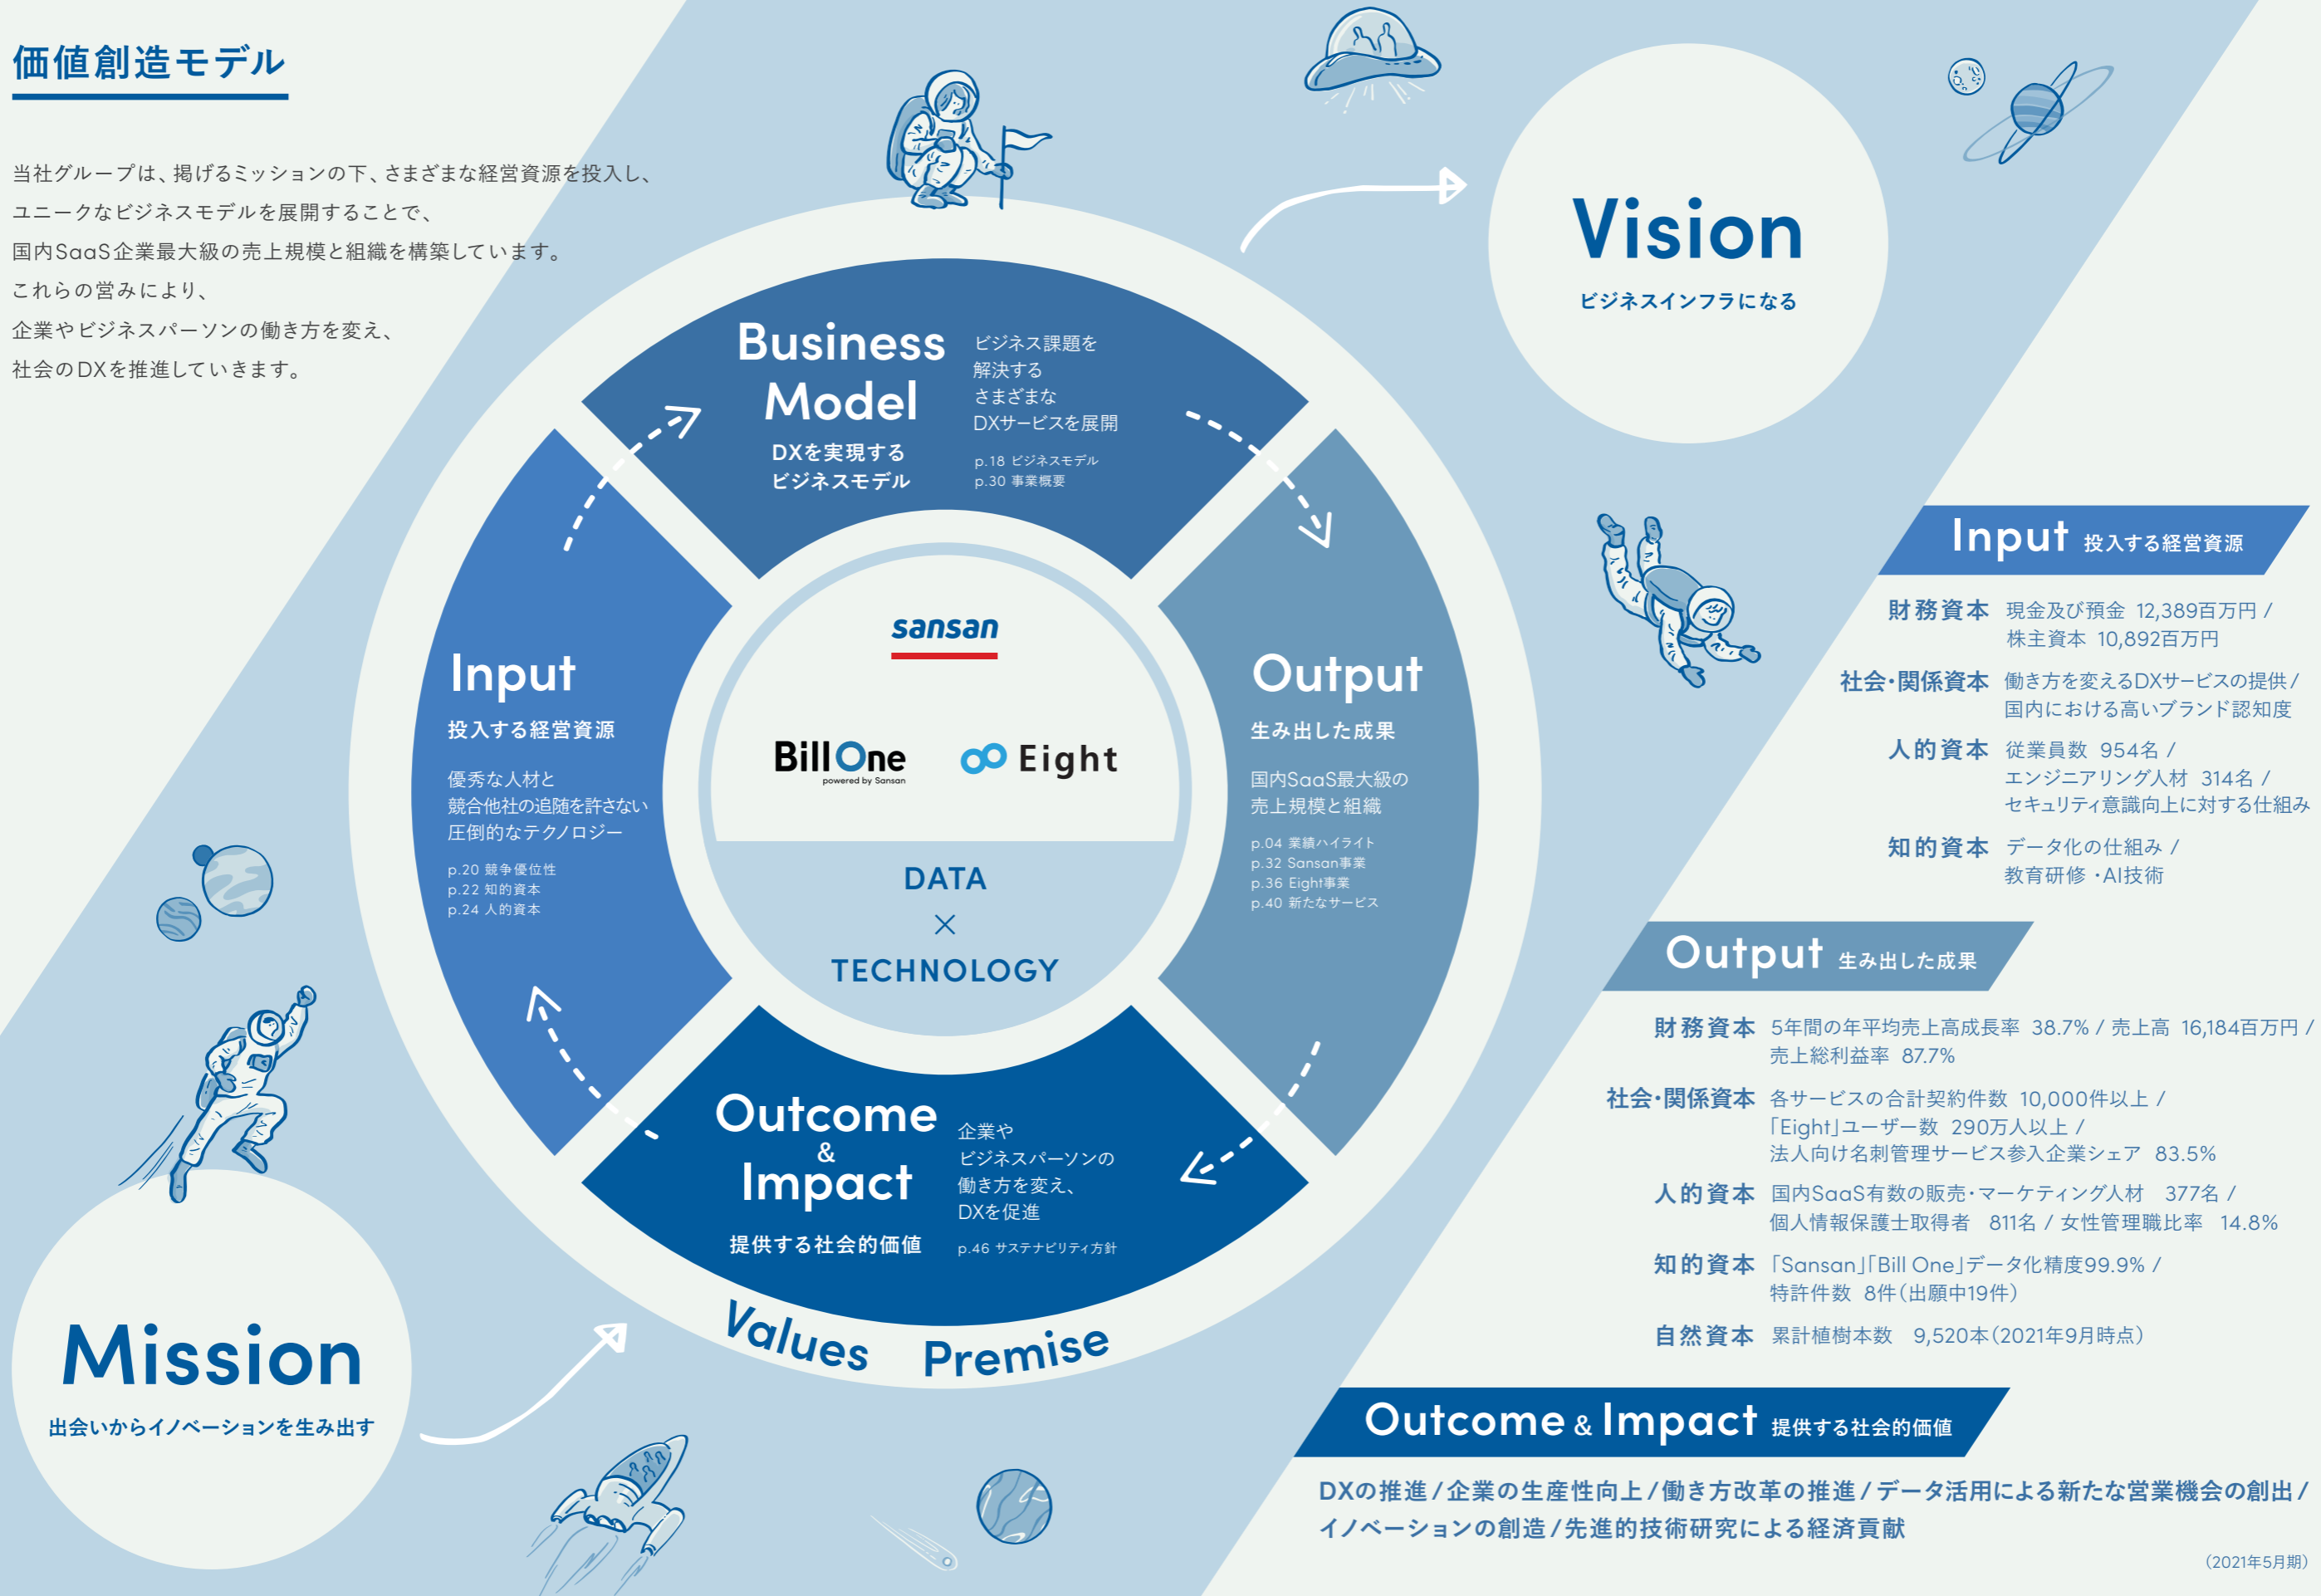 価値創造モデル
当社グループは、掲げるミッションの下、さまざまな経営資源を投入し、
ユニークなビジネスモデルを展開することで、
国内SaaS企業最大級の売上規模と組織を構築しています。
これらの営みにより、
企業やビジネスパーソンの働き方を変え、
社会のDXを推進していきます。
Vision
ビジネスインフラになる
Business
Model
DXを実現する
ビジネスモデル
ビジネス課題を
解決する
さまざまな
DXサービスを展開
p.18 ビジネスモデル
p.30 事業概要
Input
投入する経営資源
優秀な人材と
競合他社の追随を許さない
圧倒的なテクノロジー
p.20 競争優位性
p.22 知的資本
p.24 人的資本
sansan
Bill One
powered by Sansan
Eight
DATA
×
TECHNOLOGY
Output
生み出した成果
国内SaaS最大級の
売上規模と組織
p.04 業績ハイライト
p.32 Sansan事業
p.36 Eight事業
p.40 新たなサービス
Outcome
&
Impact
提供する社会的価値
企業や
ビジネスパーソンの
働き方を変え、
DXを促進
p.46 サステナビリティ方針
Values Premise
Mission
出会いからイノベーションを生み出す
Input 投入する経営資源
財務資本 現金及び預金 12,389百万円 /
株主資本 10,892百万円
社会・関係資本 働き方を変えるDXサービスの提供 /
国内における高いブランド認知度
人的資本 従業員数 954名 /
エンジニアリング人材 314名 /
セキュリティ意識向上に対する仕組み
知的資本 データ化の仕組み /
教育研修・AI技術
Output 生み出した成果
財務資本 5年間の年平均売上高成長率 38.7% / 売上高 16,184百万円 /
売上総利益率 87.7%
社会・関係資本 各サービスの合計契約件数 10,000件以上 /
「Eight」ユーザー数 290万人以上 /
法人向け名刺管理サービス参入企業シェア 83.5%
人的資本 国内SaaS有数の販売・マーケティング人材 377名 /
個人情報保護士取得者 811名 / 女性管理職比率 14.8%
知的資本 「Sansan」「Bill One」データ化精度99.9% /
特許件数 8件（出願中19件）
自然資本 累計植樹本数 9,520本（2021年9月時点）
Outcome & Impact 提供する社会的価値
DXの推進 / 企業の生産性向上 / 働き方改革の推進 / データ活用による新たな営業機会の創出 /
イノベーションの創造 / 先進的技術研究による経済貢献
（2021年5月期）